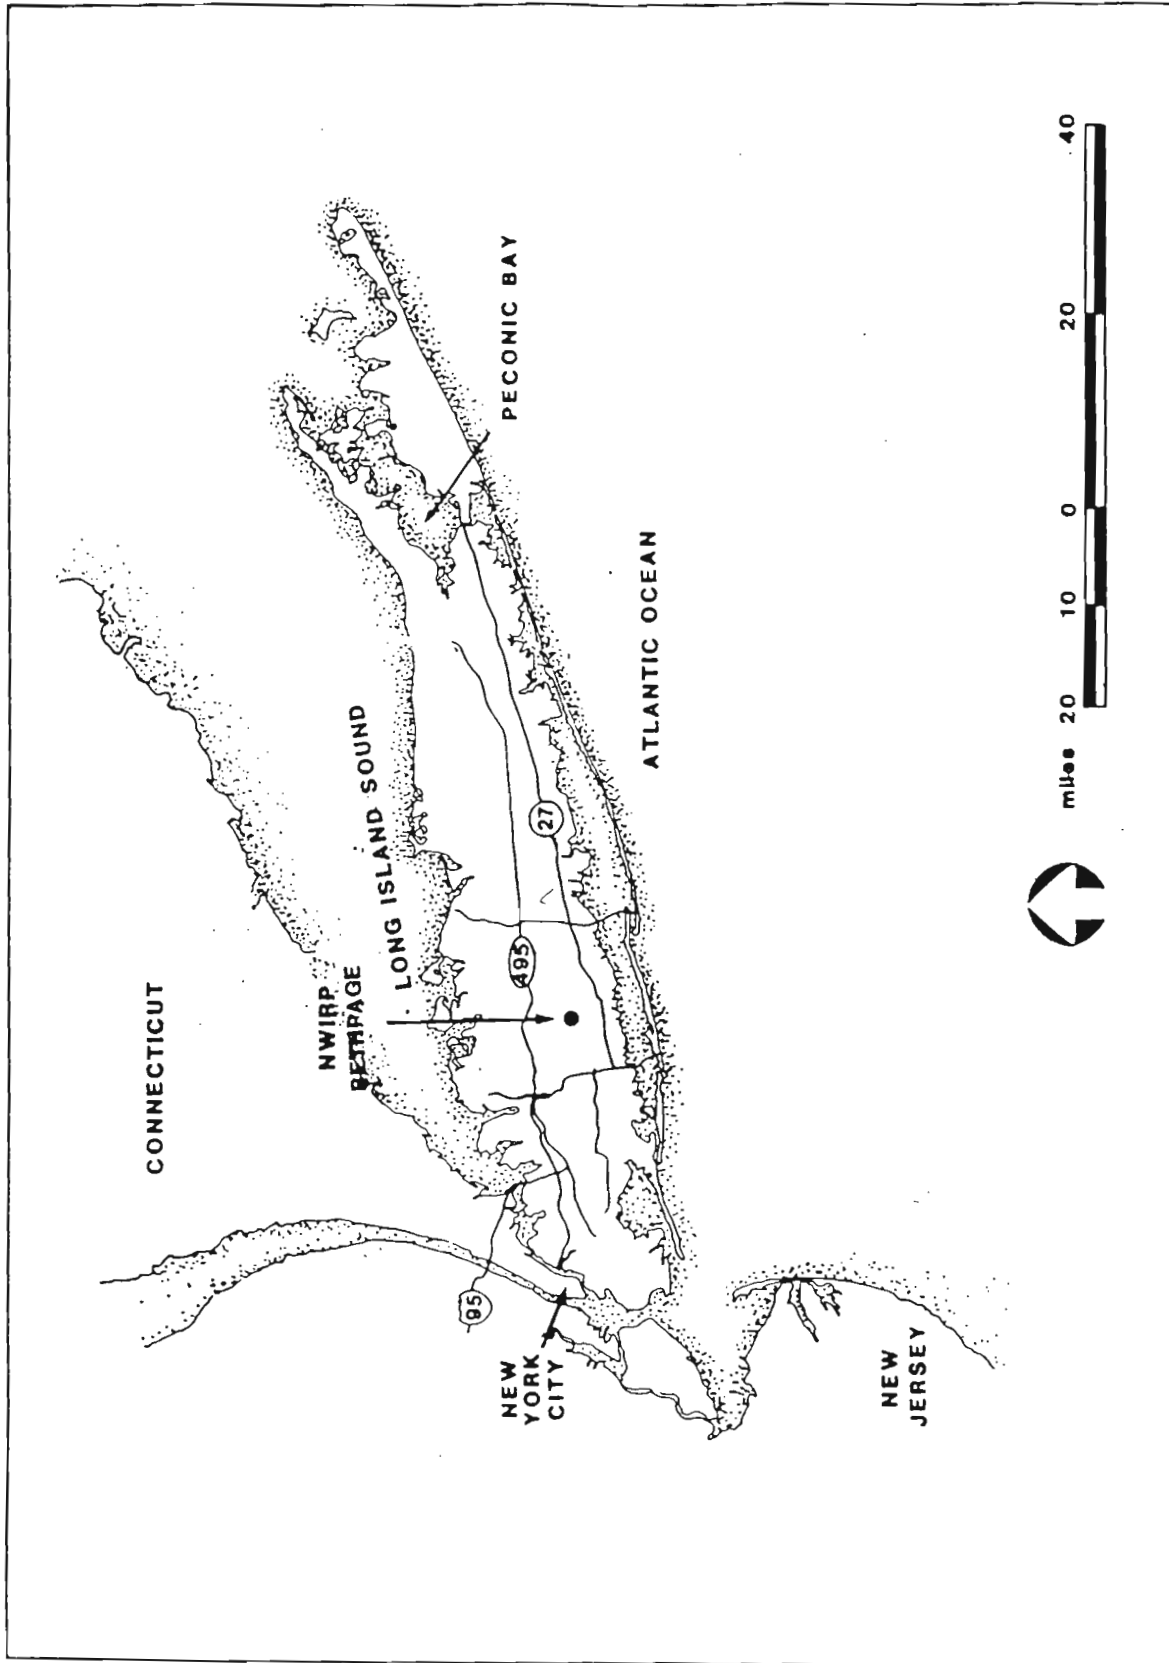 CONNECTICUT
NWIRP
BETHPAGE
LONG ISLAND SOUND
PECONIC BAY
95
495
27
NEW
YORK
CITY
ATLANTIC OCEAN
NEW
JERSEY
miles 20 10 0 20 40